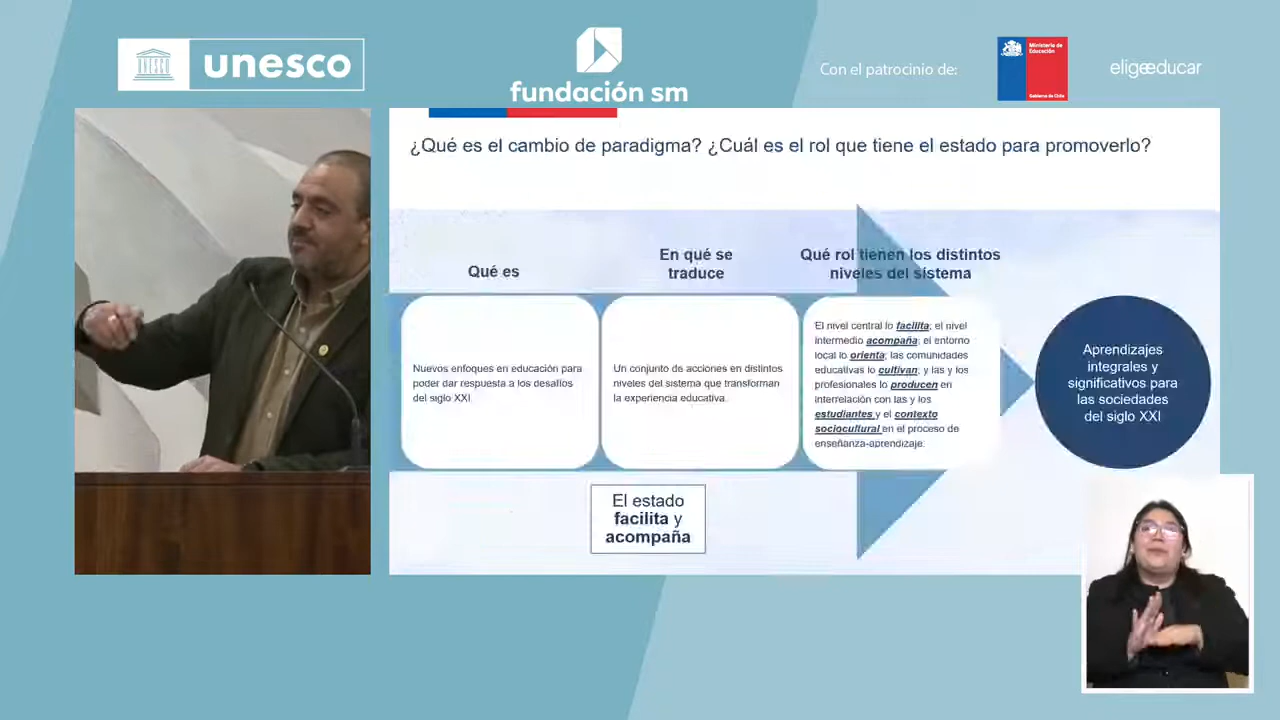 unesco
fundación sm
Con el patrocinio de:
Ministerio de
Educación
Gobierno de Chile
eligeeducar
¿Qué es el cambio de paradigma? ¿Cuál es el rol que tiene el estado para promoverlo?
Qué es
En qué se
traduce
Qué rol tienen los distintos
niveles del sistema
Nuevos enfoques en educación para
poder dar respuesta a los desafíos
del siglo XXI
Un conjunto de acciones en distintos
niveles del sistema que transforman
la experiencia educativa.
El nivel central lo facilita; el nivel
intermedio acompaña; el entorno
local lo orienta; las comunidades
educativas lo cultivan; y las y los
profesionales lo producen en
interrelación con las y los
estudiantes y el contexto
sociocultural en el proceso de
enseñanza-aprendizaje.
Aprendizajes
integrales y
significativos para
las sociedades
del siglo XXI
El estado
facilita y
acompaña